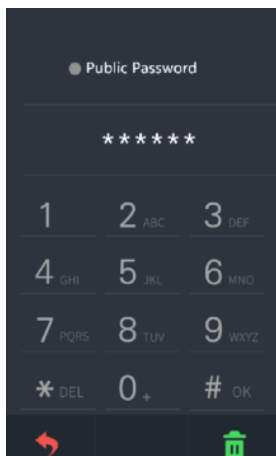 Public Password
******
1 2 ABC 3 DEF
4 GHI 5 JKL 6 MNO
7 PQRS 8 TUV 9 WXYZ
* DEL 0 + # OK